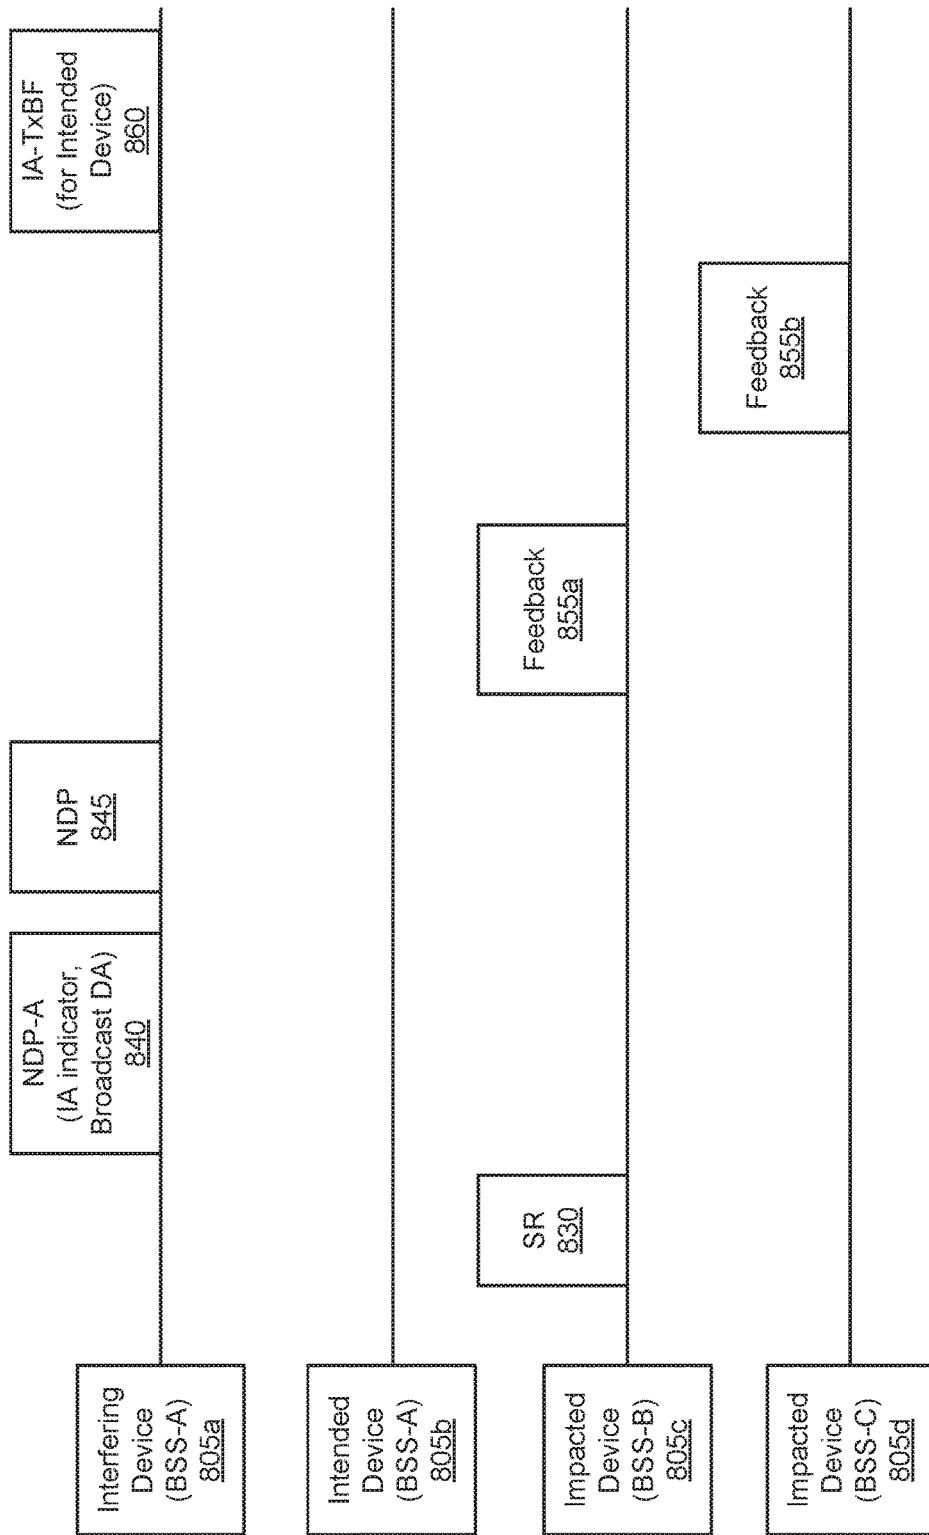 Interfering
Device
(BSS-A)
805a
Intended
Device
(BSS-A)
805b
Impacted
Device
(BSS-B)
805c
Impacted
Device
(BSS-C)
805d
SR
830
NDP-A
(IA indicator,
Broadcast DA)
840
NDP
845
Feedback
855a
Feedback
855b
IA-TxBF
(for Intended
Device)
860